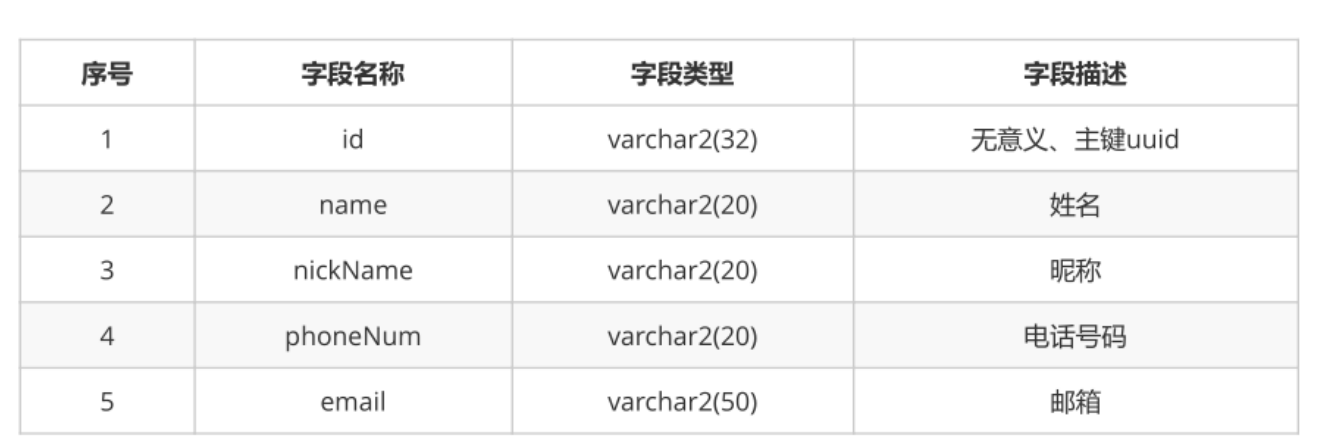 序号 字段名称 字段类型 字段描述
1 id varchar2(32) 无意义、主键uuid
2 name varchar2(20) 姓名
3 nickName varchar2(20) 昵称
4 phoneNum varchar2(20) 电话号码
5 email varchar2(50) 邮箱